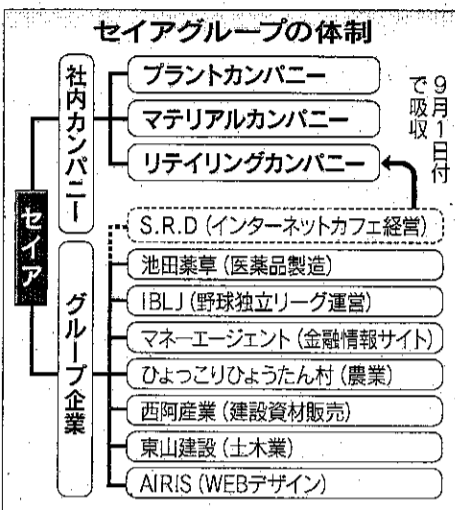 セイアグループの体制
セイア
社内カンパニー
プラントカンパニー
マテリアルカンパニー
リテイリングカンパニー
9月1日付
で吸収
グループ企業
S.R.D(インターネットカフェ経営)
池田薬草(医薬品製造)
IBLJ(野球独立リーグ運営)
マネーエージェント(金融情報サイト)
ひょっこりひょうたん村(農業)
西阿産業(建設資材販売)
東山建設(土木業)
AIRIS(WEBデザイン)